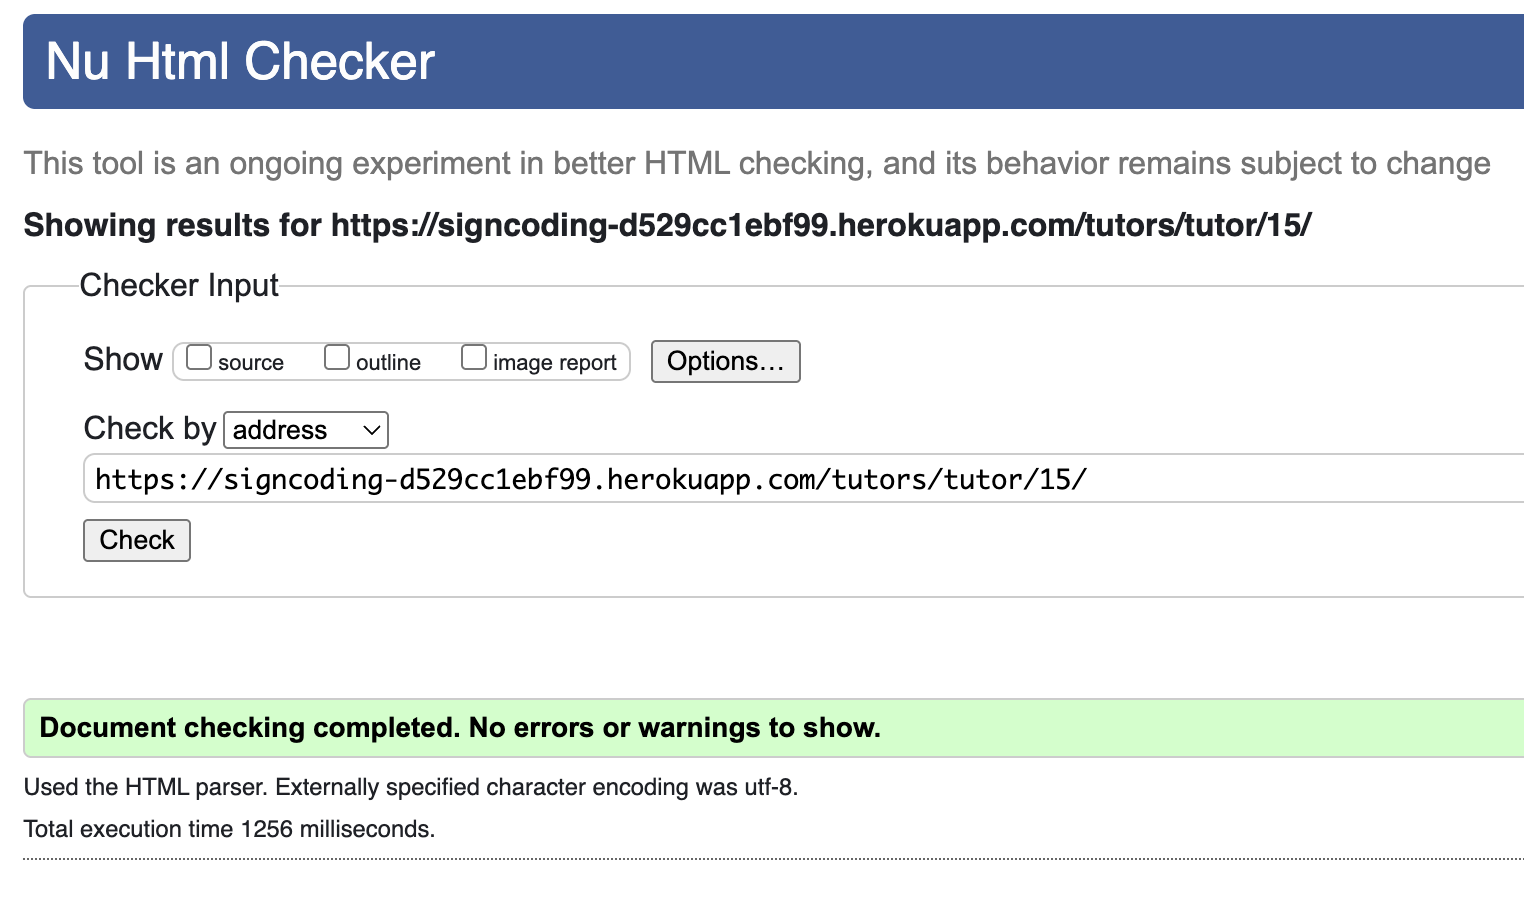 Nu Html Checker
This tool is an ongoing experiment in better HTML checking, and its behavior remains subject to change
Showing results for https://signcoding-d529cc1ebf99.herokuapp.com/tutors/tutor/15/
Checker Input
Show source outline image report Options...
Check by address
https://signcoding-d529cc1ebf99.herokuapp.com/tutors/tutor/15/
Check
Document checking completed. No errors or warnings to show.
Used the HTML parser. Externally specified character encoding was utf-8.
Total execution time 1256 milliseconds.